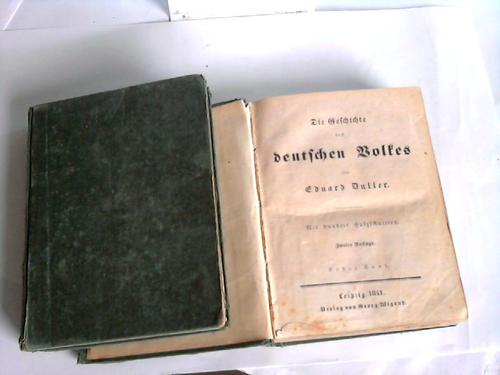 Die Geschichte
des
deutschen Volkes
von
Eduard Duller.
Mit hundert Holzschnitten.
Zweite Auflage.
Erster Band.
Leipzig 1841.
Verlag von Georg Wigand.